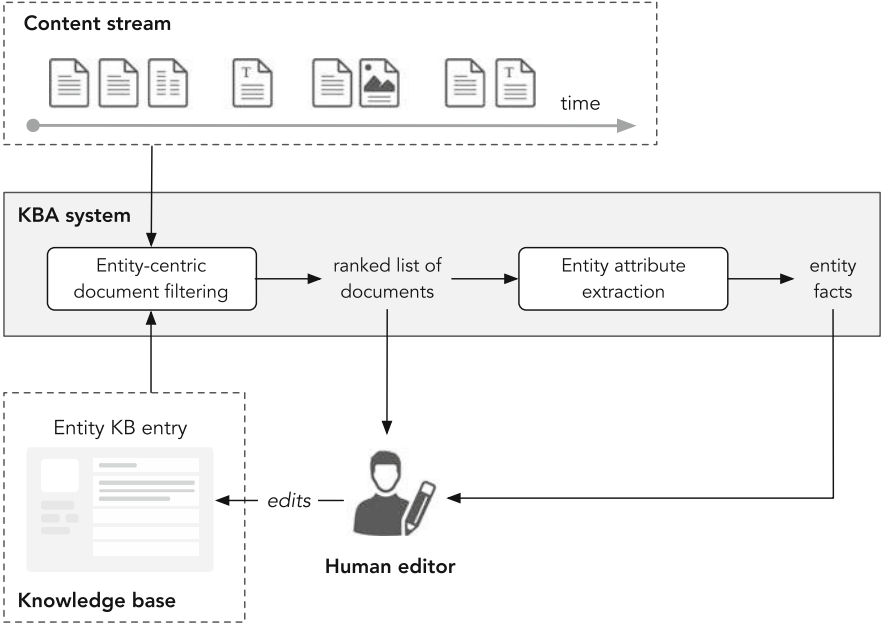 Content stream
T
T
time
KBA system
Entity-centric
document filtering
ranked list of
documents
Entity attribute
extraction
entity
facts
Entity KB entry
edits
Human editor
Knowledge base